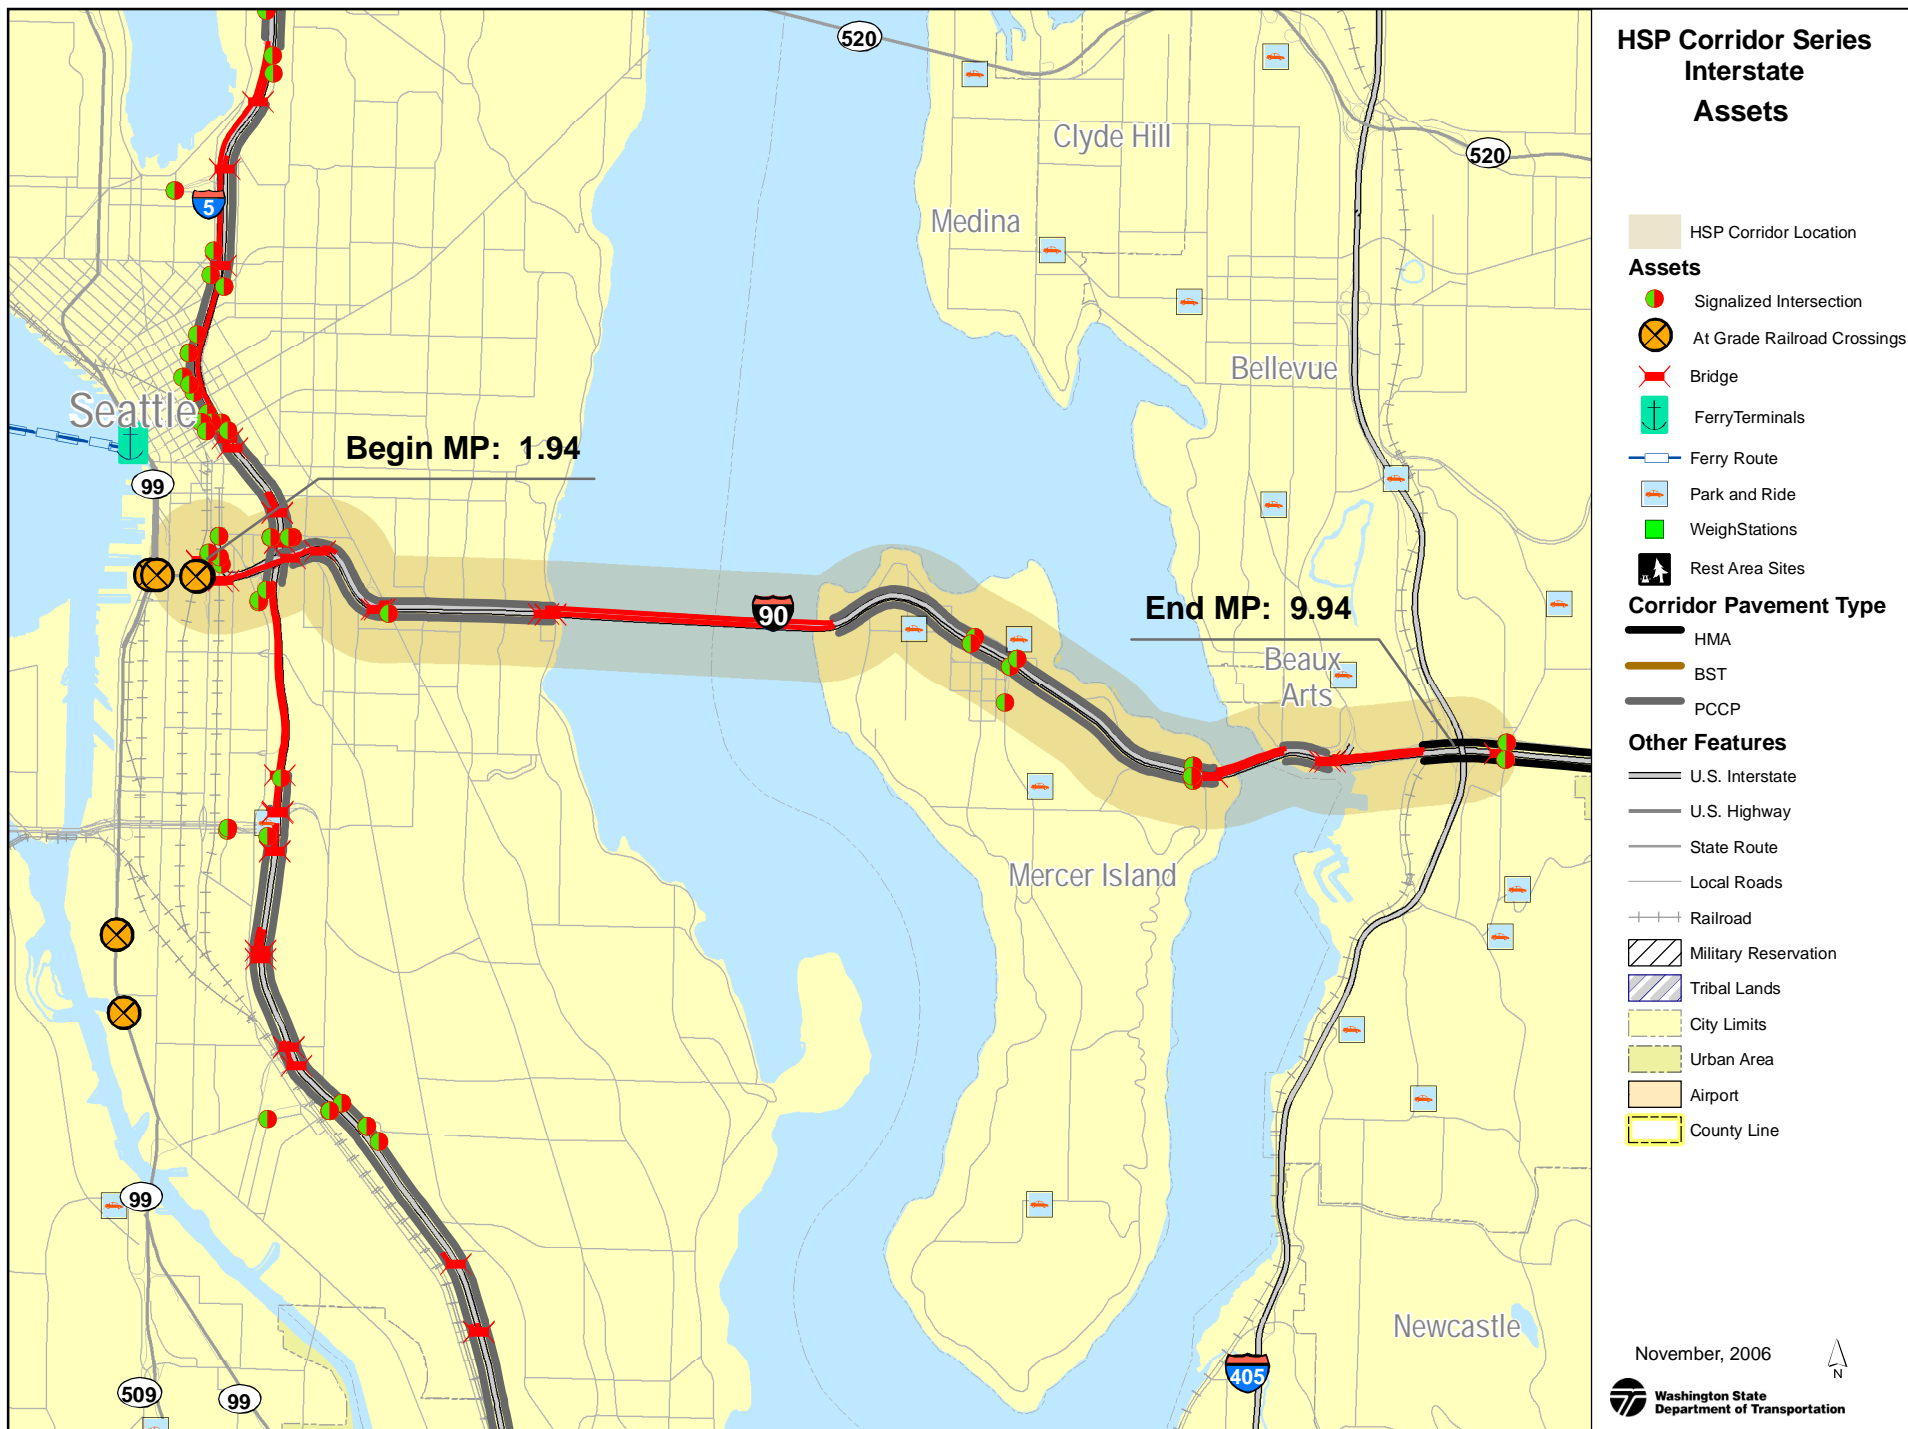 520
520
Clyde Hill
Medina
5
Bellevue
Seattle
Begin MP: 1.94
99
90
End MP: 9.94
Beaux
Arts
Mercer Island
99
Newcastle
405
509
99
HSP Corridor Series
Interstate
Assets
HSP Corridor Location
Assets
Signalized Intersection
At Grade Railroad Crossings
Bridge
FerryTerminals
Ferry Route
Park and Ride
WeighStations
Rest Area Sites
Corridor Pavement Type
HMA
BST
PCCP
Other Features
U.S. Interstate
U.S. Highway
State Route
Local Roads
Railroad
Military Reservation
Tribal Lands
City Limits
Urban Area
Airport
County Line
November, 2006
N
Washington State
Department of Transportation